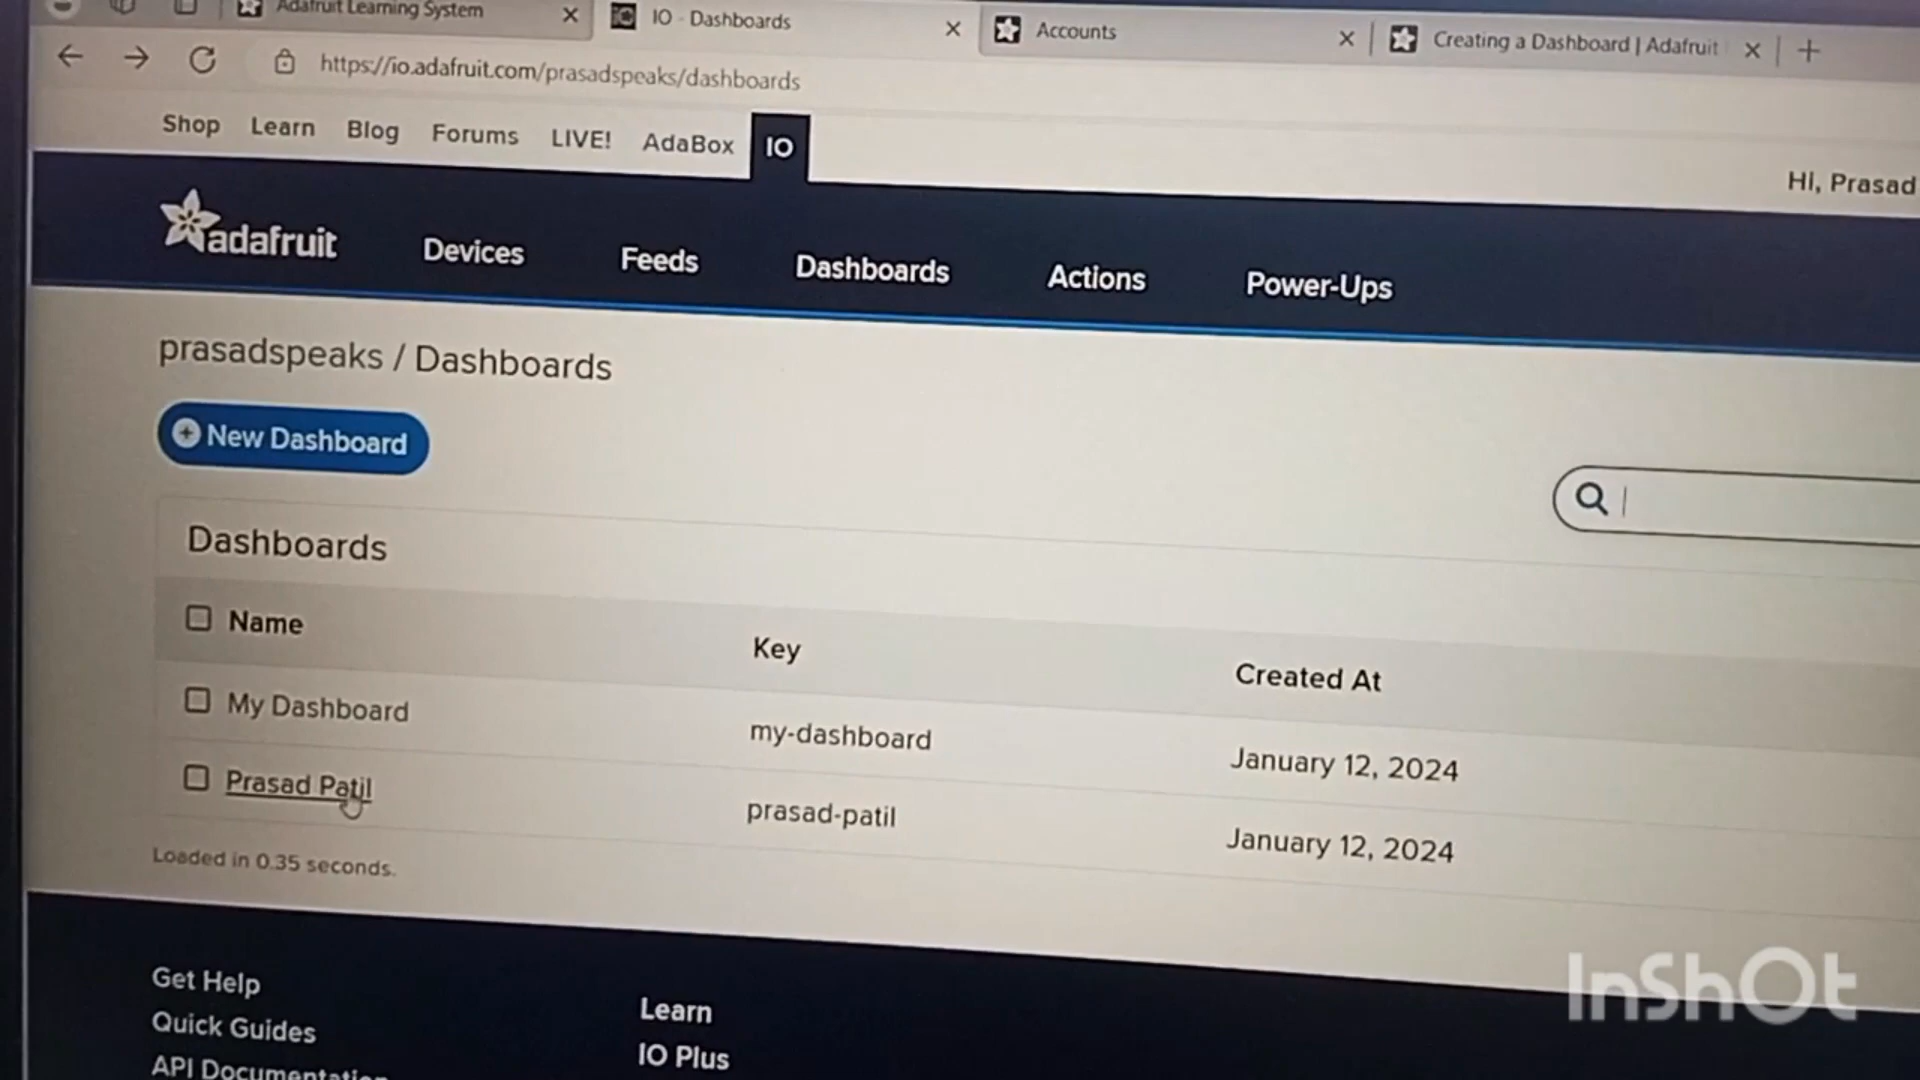 Adafruit Learning System
IO - Dashboards
Accounts
Creating a Dashboard | Adafruit
https://io.adafruit.com/prasadspeaks/dashboards
Shop Learn Blog Forums LIVE! AdaBox IO
Hi, Prasad
adafruit Devices Feeds Dashboards Actions Power-Ups
prasadspeaks / Dashboards
New Dashboard
Dashboards
Name Key Created At
My Dashboard my-dashboard January 12, 2024
Prasad Patil prasad-patil January 12, 2024
Loaded in 0.35 seconds.
Get Help
Quick Guides
API Documentation
Learn
IO Plus
InShOt